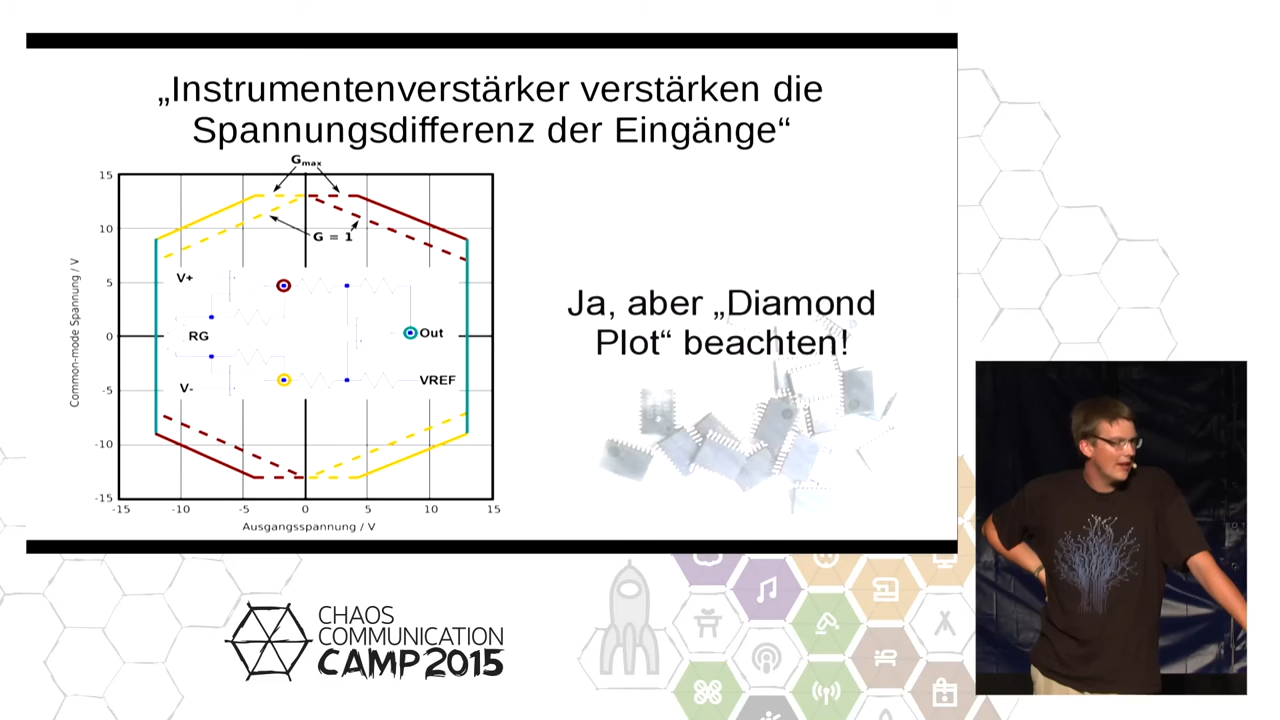 „Instrumentenverstärker verstärken die
Spannungsdifferenz der Eingänge“
Gmax
G = 1
15
10
5
0
-5
-10
-15
Common-mode Spannung / V
V+
RG
V-
Out
VREF
-15
-10
-5
0
5
10
15
Ausgangsspannung / V
Ja, aber „Diamond
Plot“ beachten!
CHAOS
COMMUNICATION
CAMP 2015